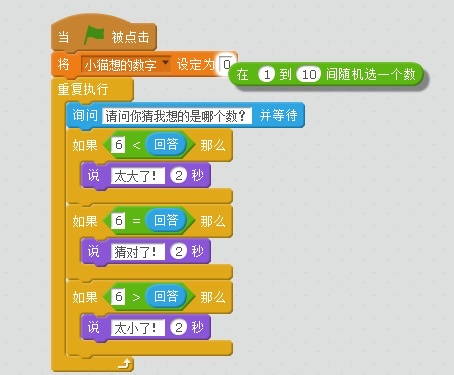 当 被点击
将 小猫想的数字 设定为 0
在 1 到 10 间随机选一个数
重复执行
询问 请问你猜我想的是哪个数? 并等待
如果 6 < 回答 那么
说 太大了! 2 秒
如果 6 = 回答 那么
说 猜对了! 2 秒
如果 6 > 回答 那么
说 太小了! 2 秒